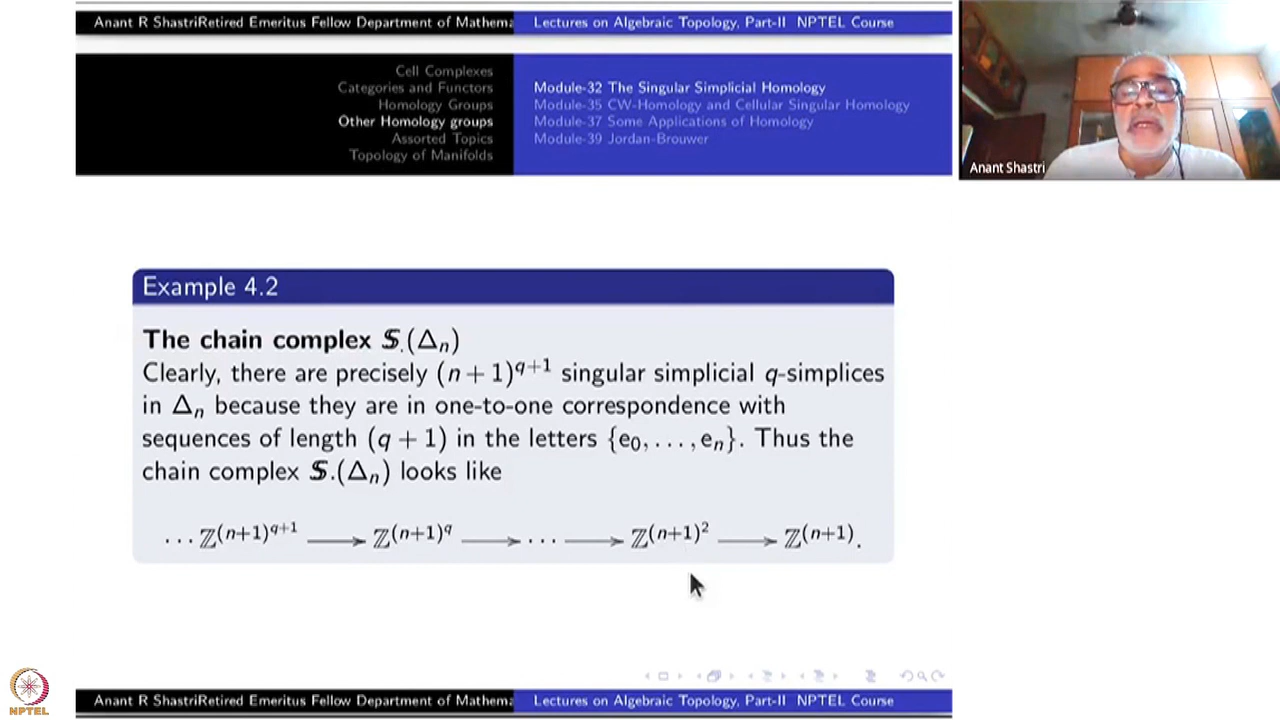 Anant R ShastriRetired Emeritus Fellow Department of Mathema
Lectures on Algebraic Topology, Part-II NPTEL Course
Cell Complexes
Categories and Functors
Homology Groups
Other Homology groups
Assorted Topics
Topology of Manifolds
Module-32 The Singular Simplicial Homology
Module-35 CW-Homology and Cellular Singular Homology
Module-37 Some Applications of Homology
Module-39 Jordan-Brouwer
Anant Shastri
Example 4.2
The chain complex 𝕊.(Δₙ)
Clearly, there are precisely (n + 1)^{q+1} singular simplicial q-simplices
in Δₙ because they are in one-to-one correspondence with
sequences of length (q + 1) in the letters {e₀, . . . , eₙ}. Thus the
chain complex 𝕊.(Δₙ) looks like
· · · ℤ^{(n+1)^{q+1}} ⟶ ℤ^{(n+1)^q} ⟶ · · · ⟶ ℤ^{(n+1)^2} ⟶ ℤ^{(n+1)}.
NPTEL
Anant R ShastriRetired Emeritus Fellow Department of Mathema
Lectures on Algebraic Topology, Part-II NPTEL Course